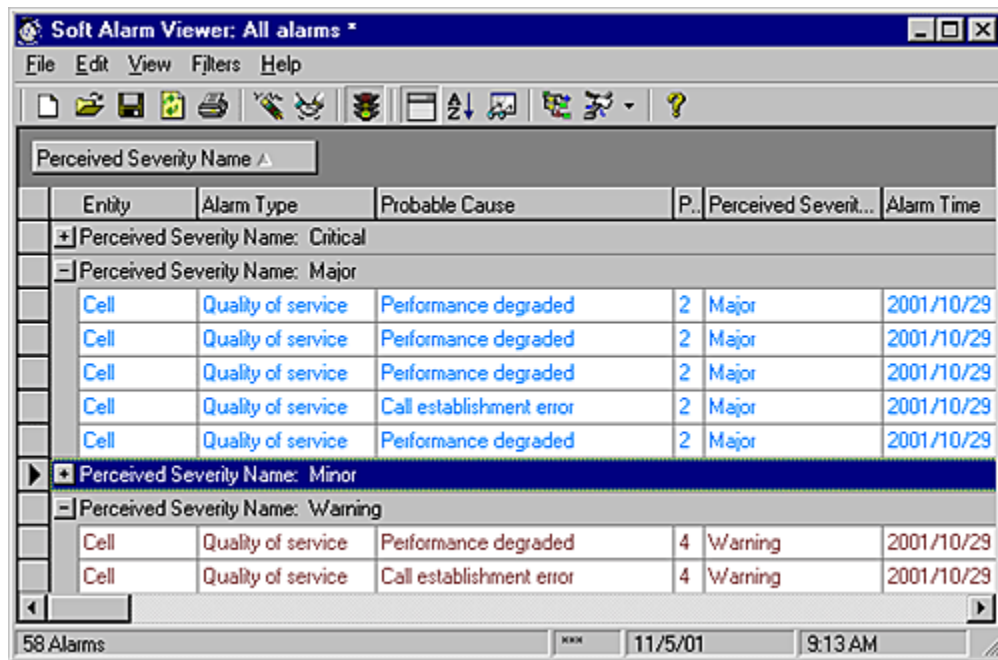 Soft Alarm Viewer: All alarms *
File Edit View Filters Help
Perceived Severity Name
Entity Alarm Type Probable Cause P.. Perceived Severit... Alarm Time
Perceived Severity Name: Critical
Perceived Severity Name: Major
Cell Quality of service Performance degraded 2 Major 2001/10/29
Cell Quality of service Performance degraded 2 Major 2001/10/29
Cell Quality of service Performance degraded 2 Major 2001/10/29
Cell Quality of service Call establishment error 2 Major 2001/10/29
Cell Quality of service Performance degraded 2 Major 2001/10/29
Perceived Severity Name: Minor
Perceived Severity Name: Warning
Cell Quality of service Performance degraded 4 Warning 2001/10/29
Cell Quality of service Call establishment error 4 Warning 2001/10/29
58 Alarms *** 11/5/01 9:13 AM